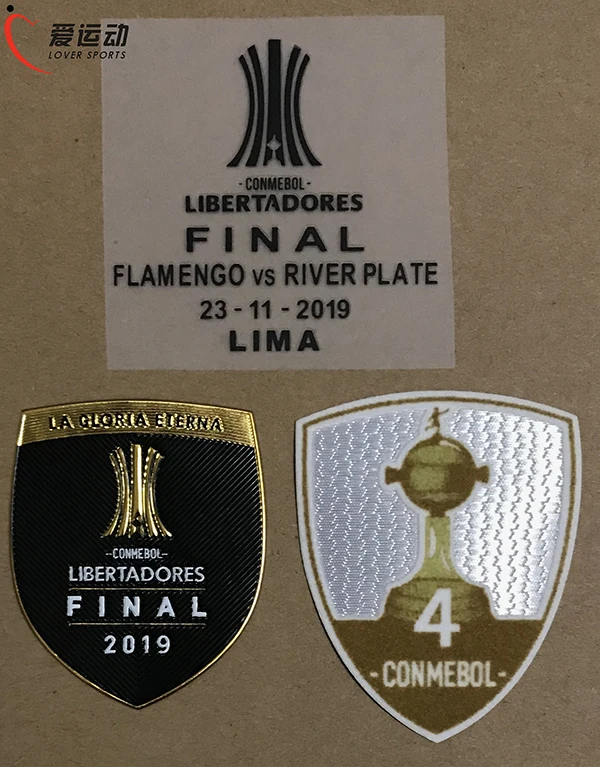 爱运动
LOVER SPORTS
-CONMEBOL-
LIBERTADORES
FINAL
FLAMENGO VS RIVER PLATE
23-11-2019
LIMA
LA GLORIA ETERNA
-CONMEBOL-
LIBERTADORES
FINAL
2019
4
-CONMEBOL-